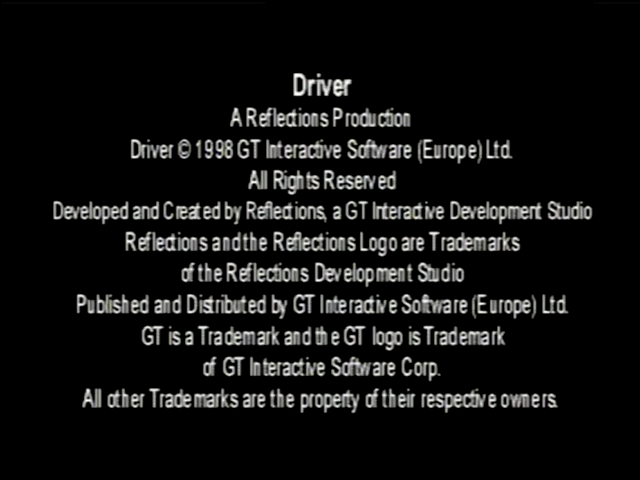 Driver
A Reflections Production
Driver © 1998 GT Interactive Software (Europe) Ltd.
All Rights Reserved
Developed and Created by Reflections, a GT Interactive Development Studio
Reflections and the Reflections Logo are Trademarks
of the Reflections Development Studio
Published and Distributed by GT Interactive Software (Europe) Ltd.
GT is a Trademark and the GT logo is Trademark
of GT Interactive Software Corp.
All other Trademarks are the property of their respective owners.